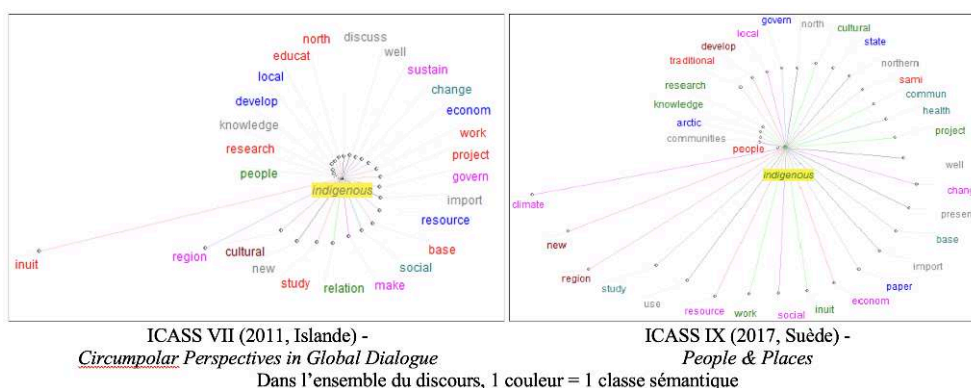 north
discuss
educat
well
local
sustain
develop
change
knowledge
econom
research
work
people
project
govern
indigenous
import
resource
inuit
region
cultural
base
new
social
study
make
relation
govern
north
local
cultural
develop
state
traditional
northern
research
sami
knowledge
commun
arctic
health
communities
project
people
indigenous
well
climate
chang
presen
new
base
region
import
study
paper
use
econom
resource
inuit
work
social
ICASS VII (2011, Islande) -
Circumpolar Perspectives in Global Dialogue
ICASS IX (2017, Suède) -
People & Places
Dans l'ensemble du discours, 1 couleur = 1 classe sémantique